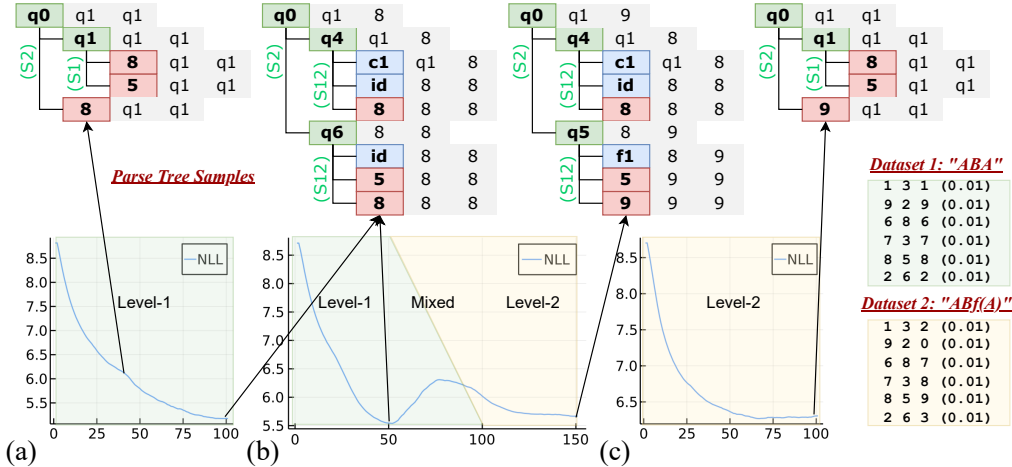 q0 q1 q1
q1 q1 q1 q1
8 q1 q1 q1
5 q1 q1 q1
8 q1 q1 q1
(S2)
(S1)
q0 q1 8
q4 q1 8
c1 q1 8
id q1 8
8 8 8
q6 8 8
id 8 8
5 8 8
8 8 8
(S2)
(S12)
(S12)
q0 q1 9
q4 q1 8
c1 q1 8
id q1 8
8 8 8
q5 8 9
f1 8 9
5 9 9
9 9 9
(S2)
(S12)
(S12)
q0 q1 q1
q1 q1 q1 q1
8 q1 q1
5 q1 q1
9 q1 q1
(S2)
(S1)
Parse Tree Samples
Dataset 1: "ABA"
1 3 1 (0.01)
9 2 9 (0.01)
6 8 6 (0.01)
7 3 7 (0.01)
8 5 8 (0.01)
2 6 2 (0.01)
Dataset 2: "ABf(A)"
1 3 2 (0.01)
9 2 0 (0.01)
6 8 7 (0.01)
7 3 8 (0.01)
8 5 9 (0.01)
2 6 3 (0.01)
NLL
Level-1
8.5
8.0
7.5
7.0
6.5
6.0
5.5
0 25 50 75 100
(a)
NLL
Level-1 Mixed Level-2
8.5
8.0
7.5
7.0
6.5
6.0
5.5
0 50 100 150
(b)
NLL
Level-2
8.5
8.0
7.5
7.0
6.5
0 25 50 75 100
(c)